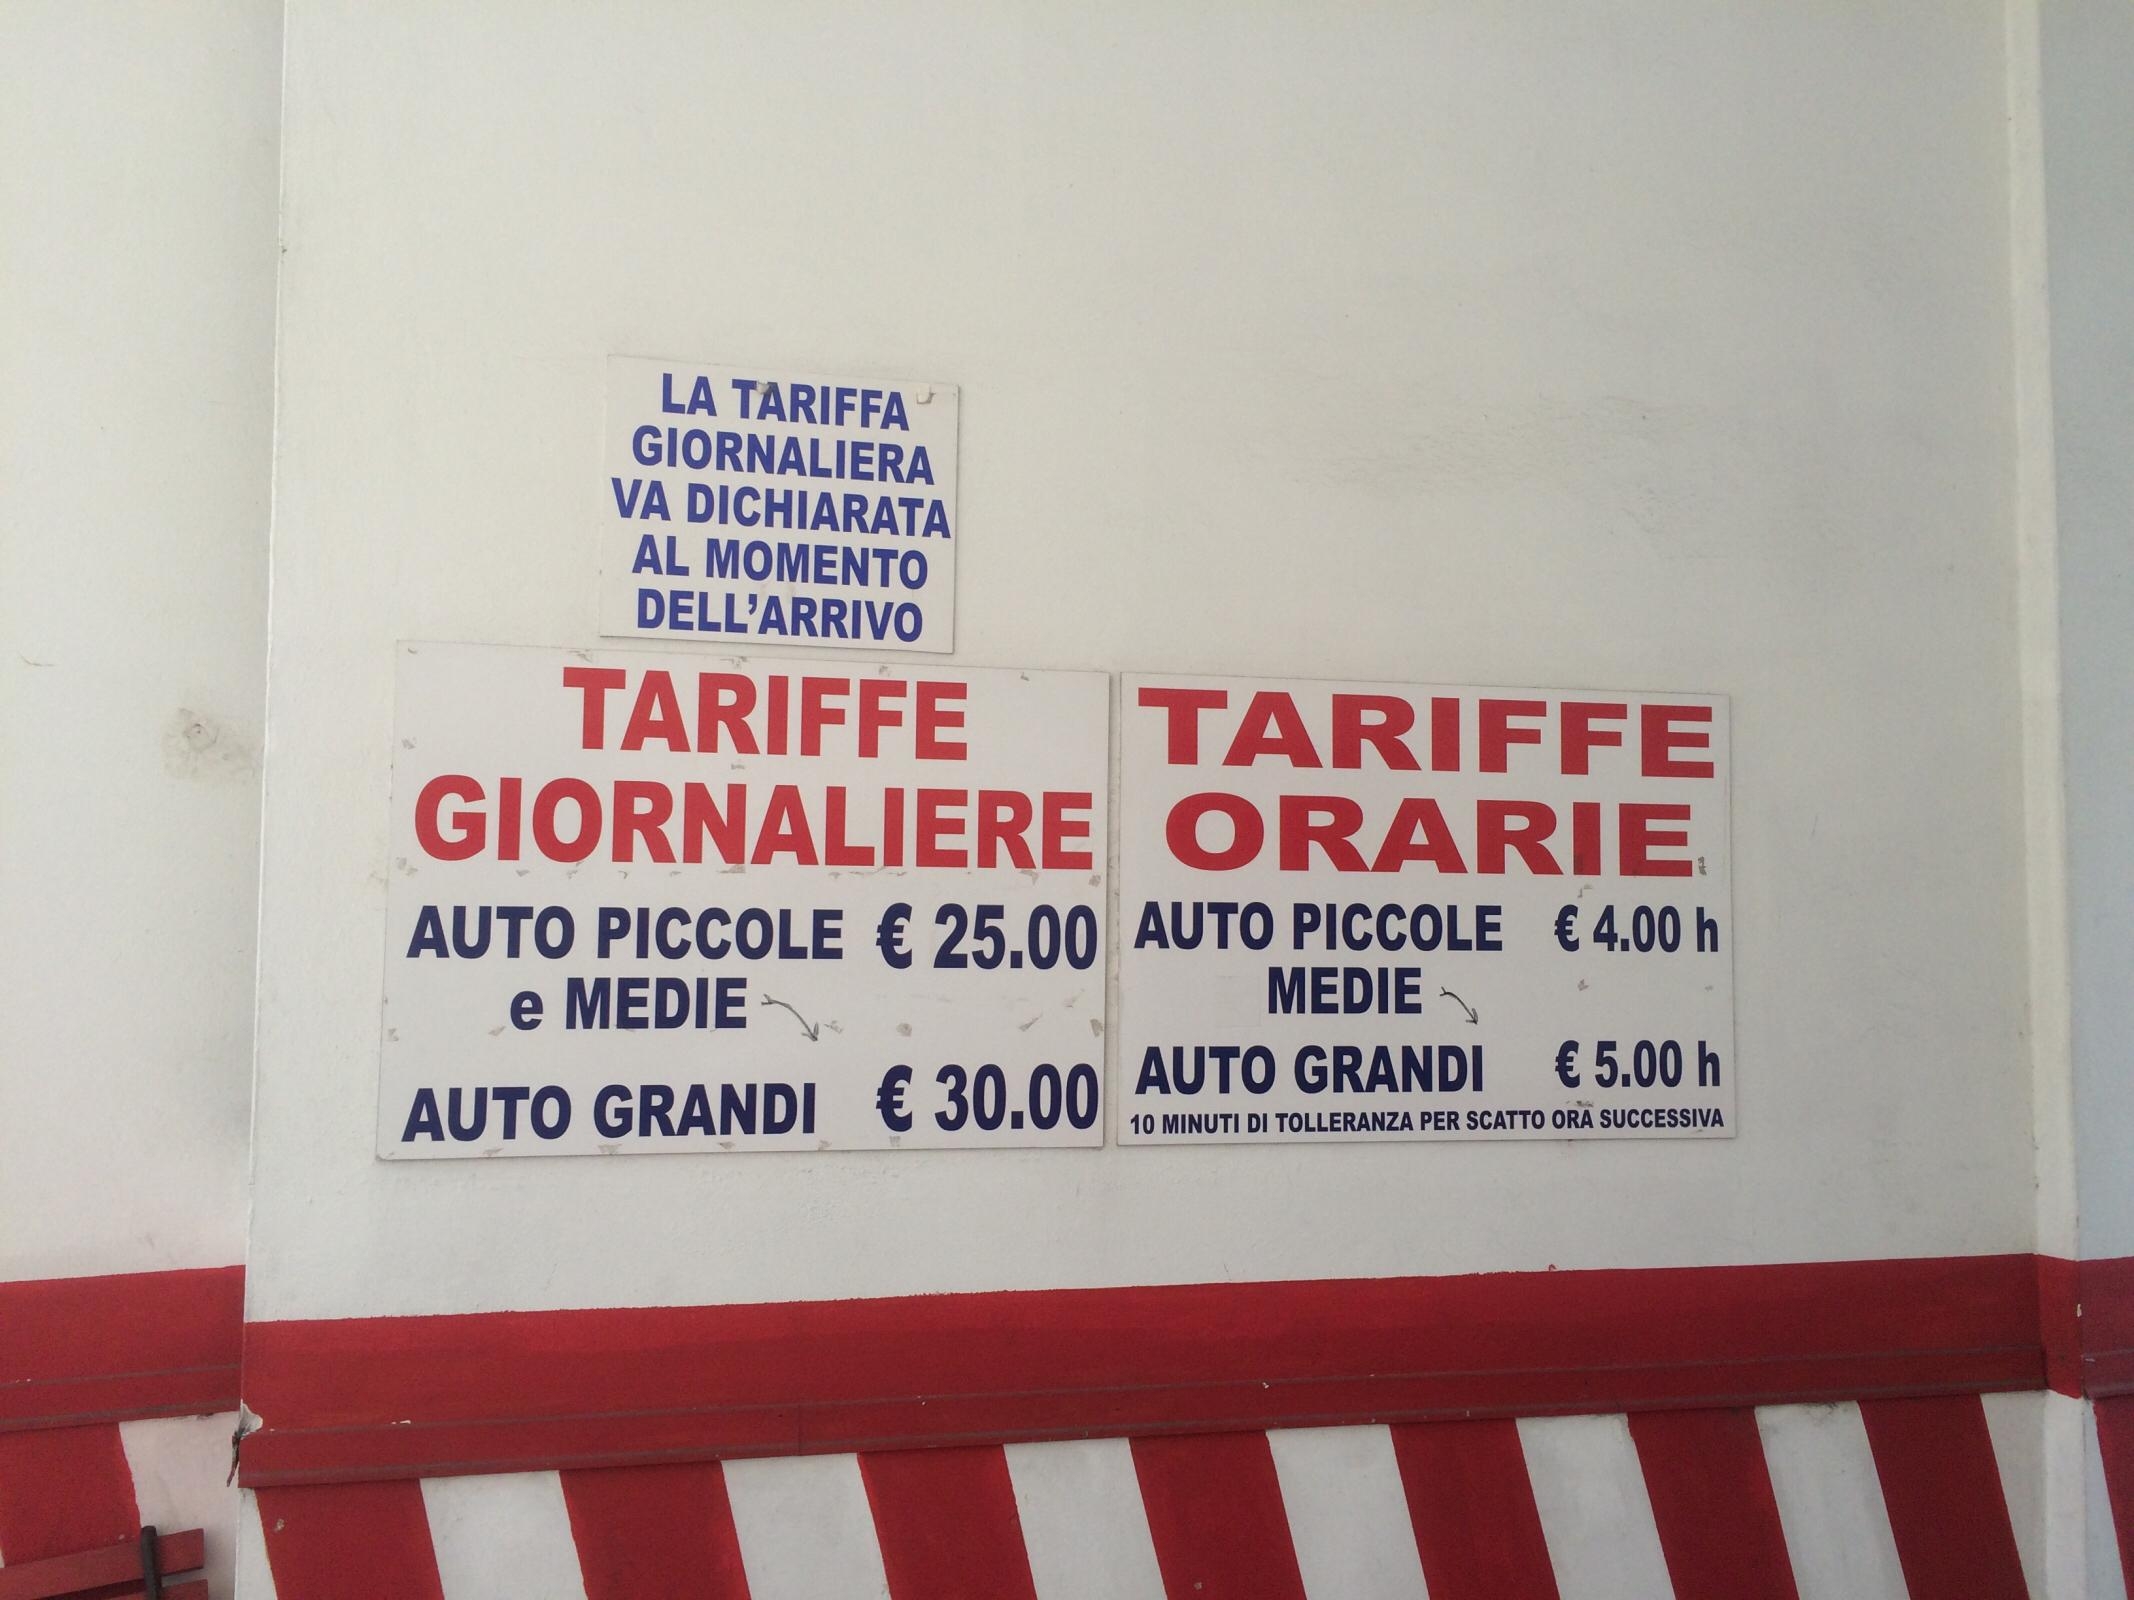 LA TARIFFA
GIORNALIERA
VA DICHIARATA
AL MOMENTO
DELL'ARRIVO
TARIFFE
GIORNALIERE
AUTO PICCOLE € 25.00
e MEDIE
AUTO GRANDI € 30.00
TARIFFE
ORARIE
AUTO PICCOLE € 4.00 h
MEDIE
AUTO GRANDI € 5.00 h
10 MINUTI DI TOLLERANZA PER SCATTO ORA SUCCESSIVA